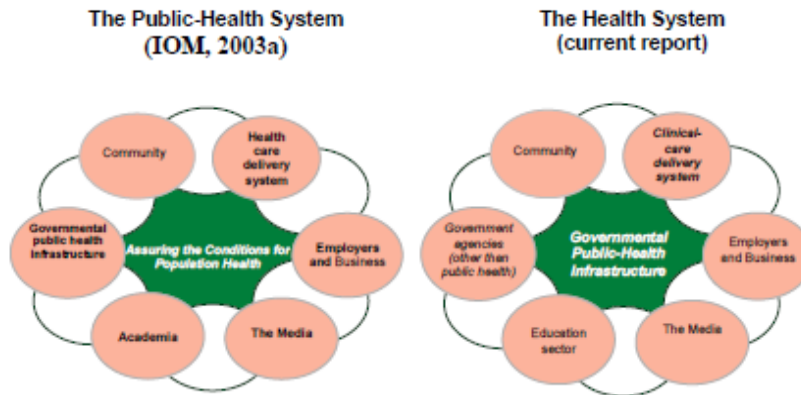 The Public-Health System
(IOM, 2003a)
Community
Health
care
delivery
system
Governmental
public health
Infrastructure
Assuring the Conditions for
Population Health
Employers
and Business
Academia
The Media
The Health System
(current report)
Community
Clinical-
care
delivery
system
Government
agencies
(other than
public health)
Governmental
Public-Health
Infrastructure
Employers
and Business
Education
sector
The Media